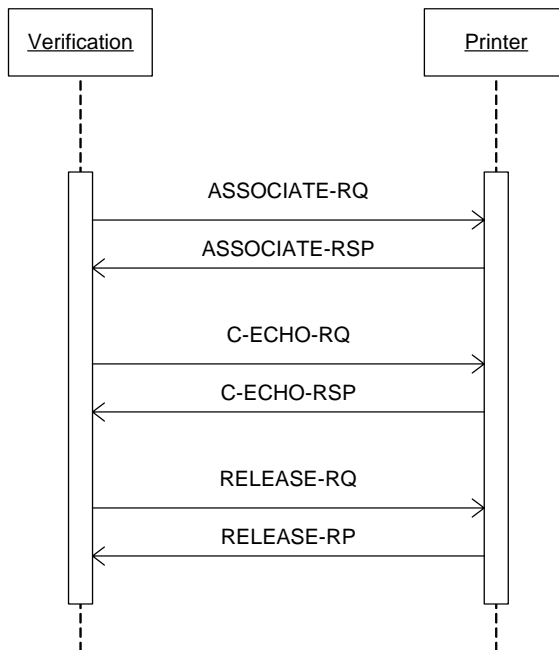 Verification
Printer
ASSOCIATE-RQ
ASSOCIATE-RSP
C-ECHO-RQ
C-ECHO-RSP
RELEASE-RQ
RELEASE-RP